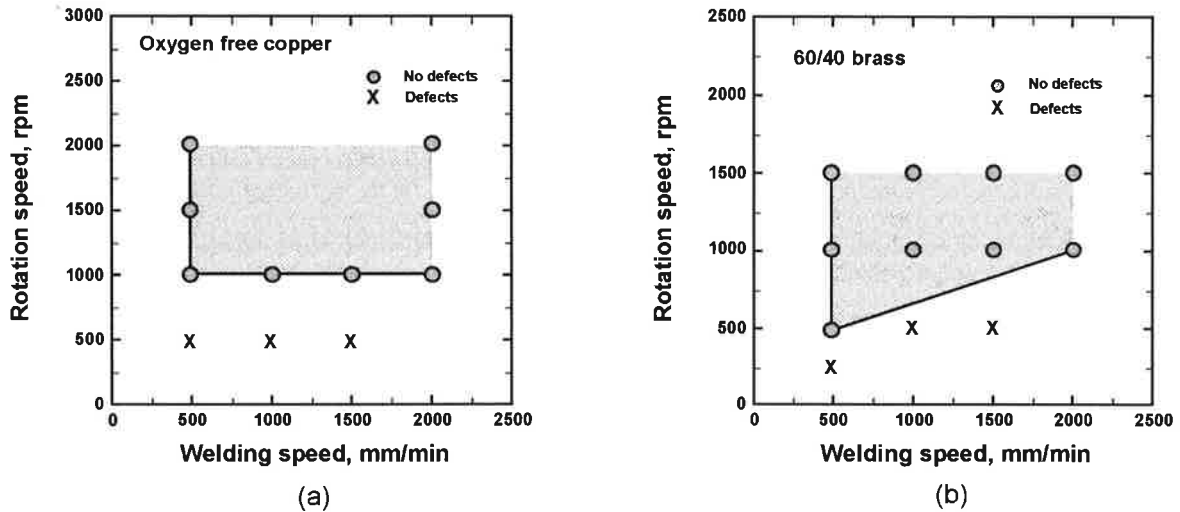 3000
2500
2000
1500
1000
500
0
Rotation speed, rpm
Oxygen free copper
No defects
X Defects
X X X
0 500 1000 1500 2000 2500
Welding speed, mm/min
(a)
2500
2000
1500
1000
500
0
Rotation speed, rpm
60/40 brass
No defects
X Defects
X X
X
0 500 1000 1500 2000 2500
Welding speed, mm/min
(b)